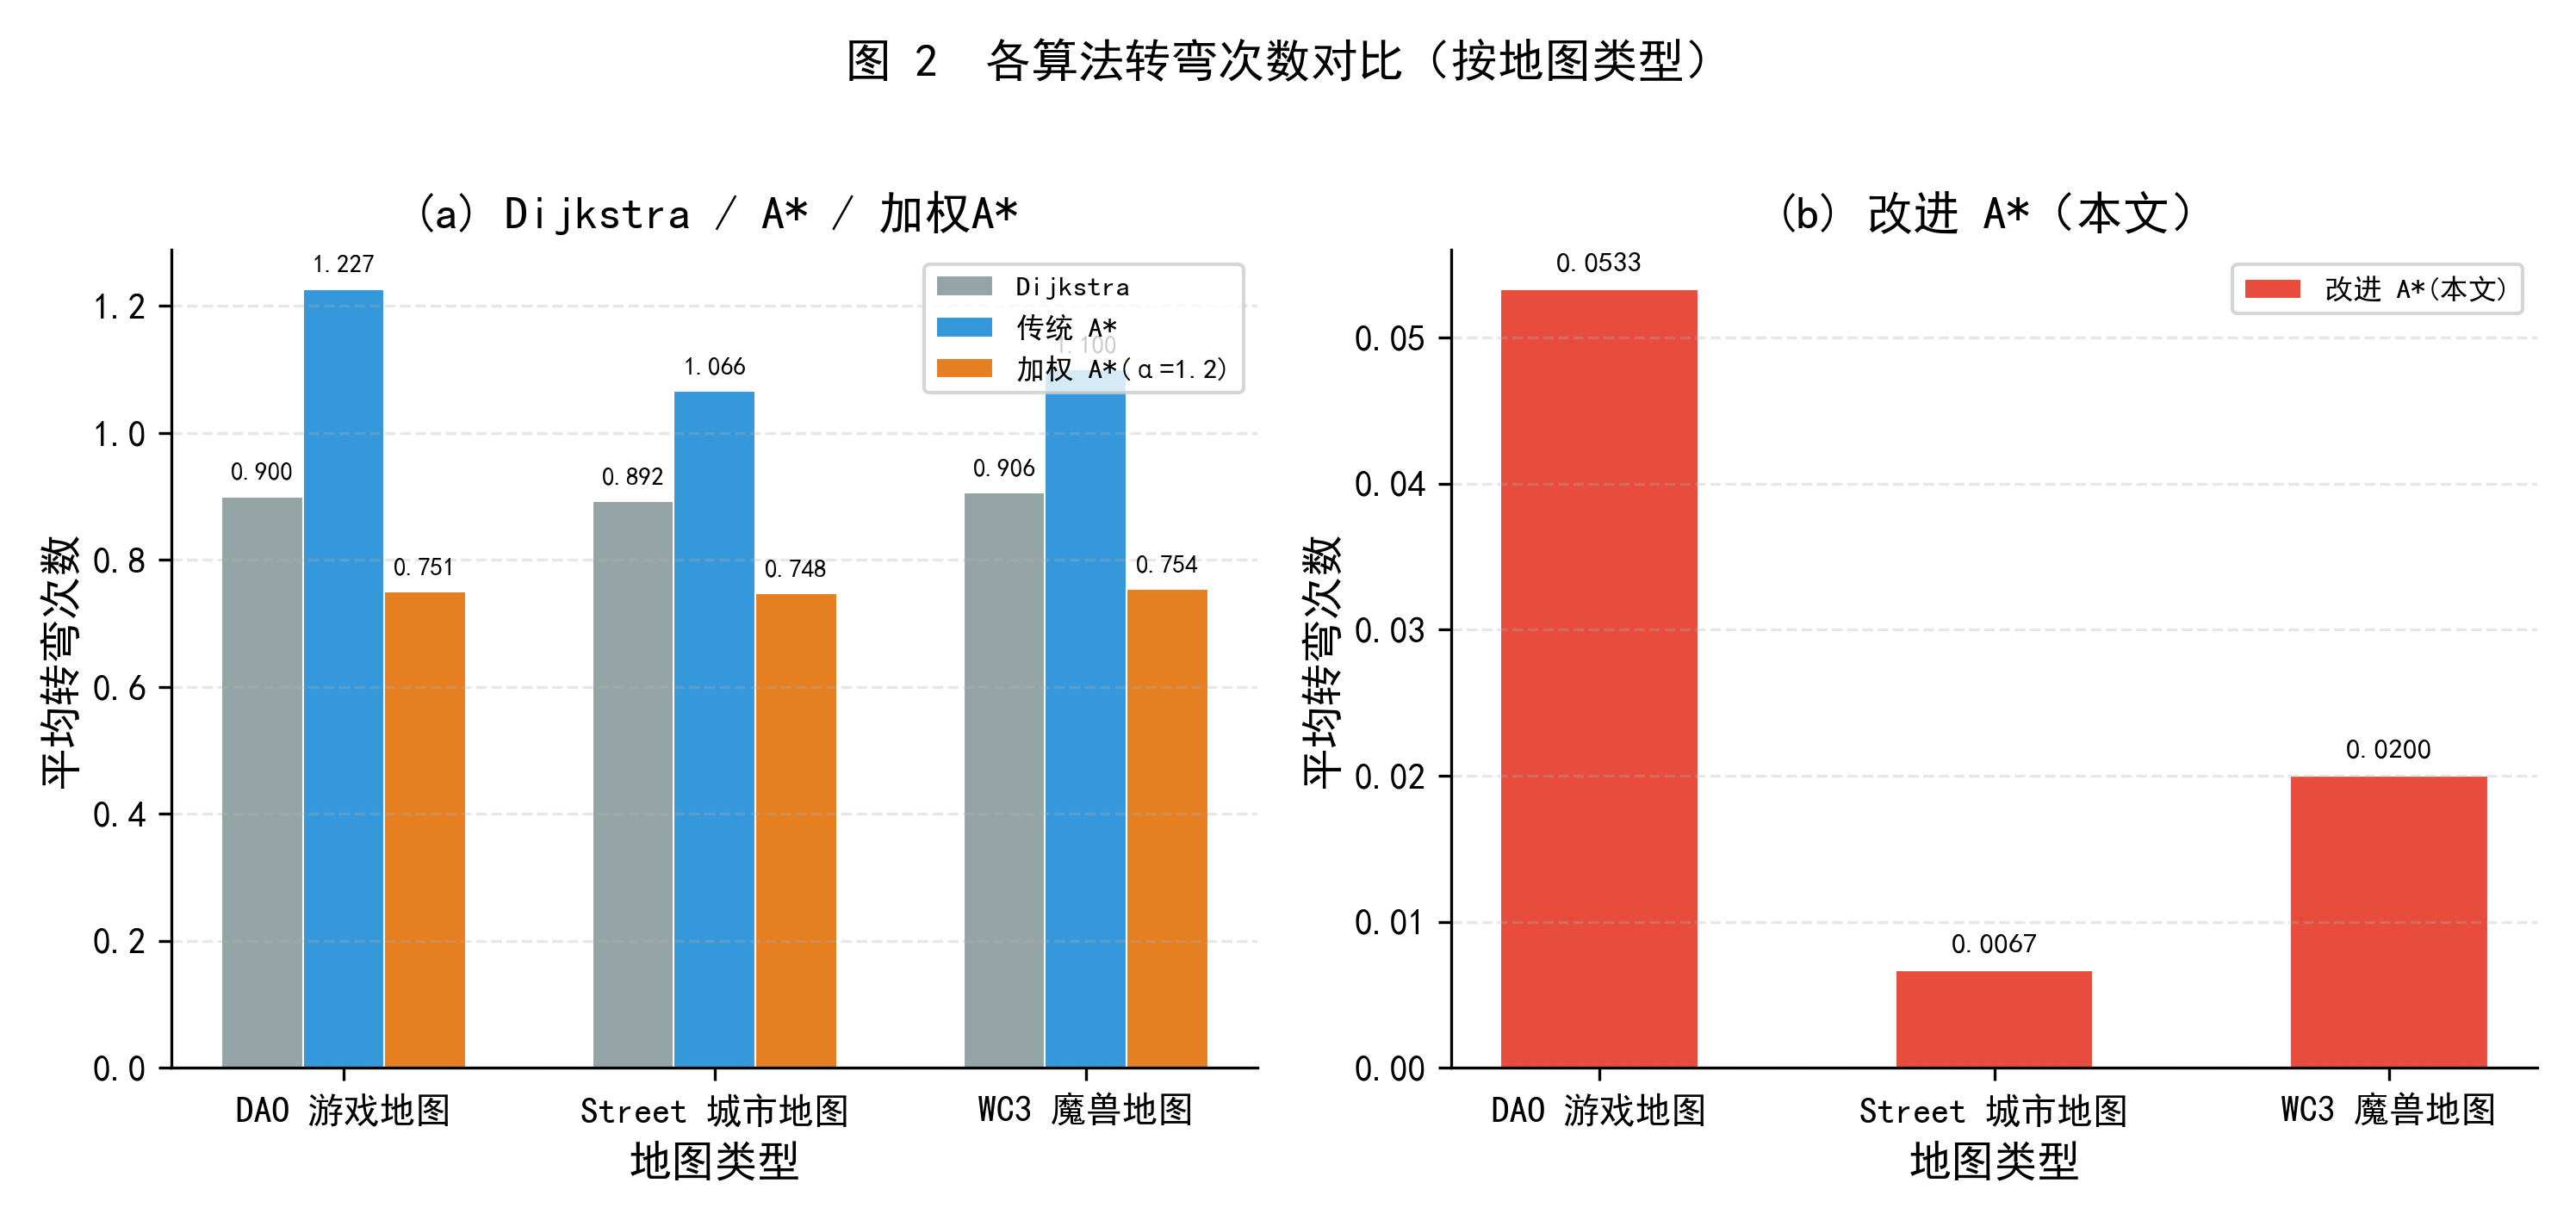 图 2  各算法转弯次数对比（按地图类型）
(a) Dijkstra / A* / 加权A*
平均转弯次数
1.2
1.0
0.8
0.6
0.4
0.2
0.0
1.227
1.066
1.100
0.900
0.892
0.906
0.751
0.748
0.754
Dijkstra
传统 A*
加权 A*(α=1.2)
DAO 游戏地图
Street 城市地图
WC3 魔兽地图
地图类型
(b) 改进 A*（本文）
平均转弯次数
0.05
0.04
0.03
0.02
0.01
0.00
0.0533
0.0067
0.0200
改进 A*(本文)
DAO 游戏地图
Street 城市地图
WC3 魔兽地图
地图类型